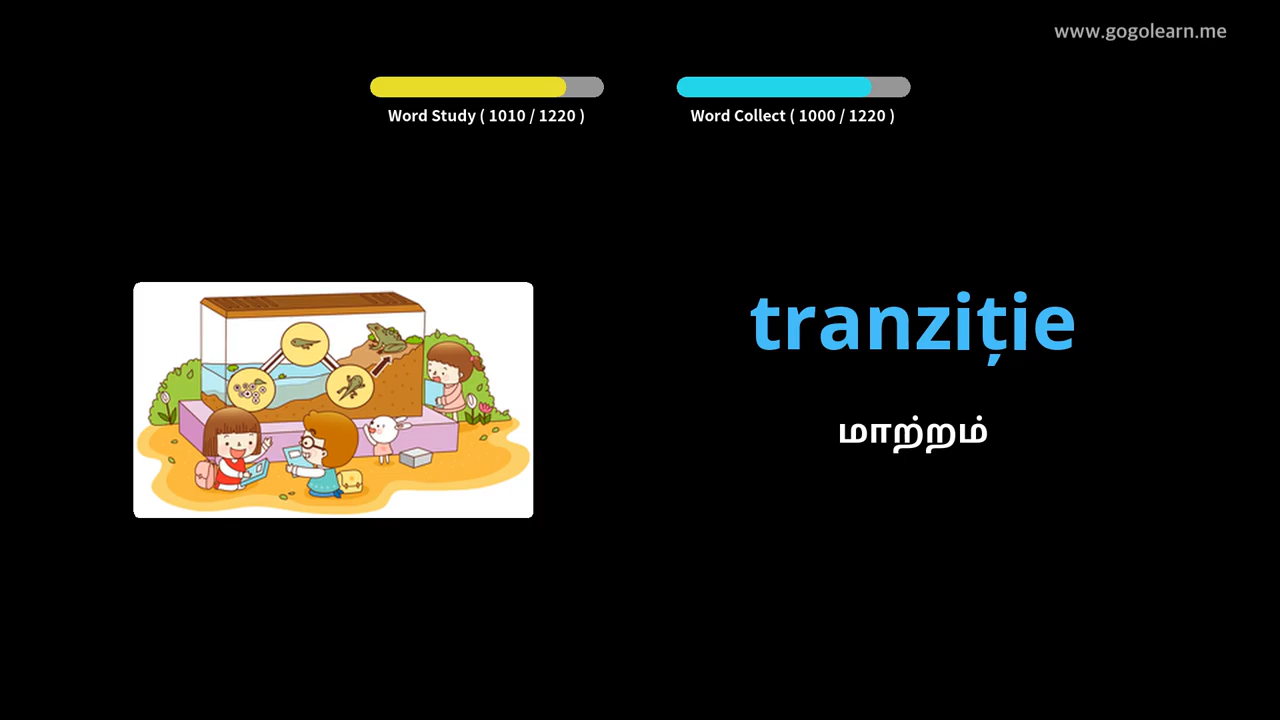 www.gogolearn.me
Word Study ( 1010 / 1220 )
Word Collect ( 1000 / 1220 )
tranziție
மாற்றம்